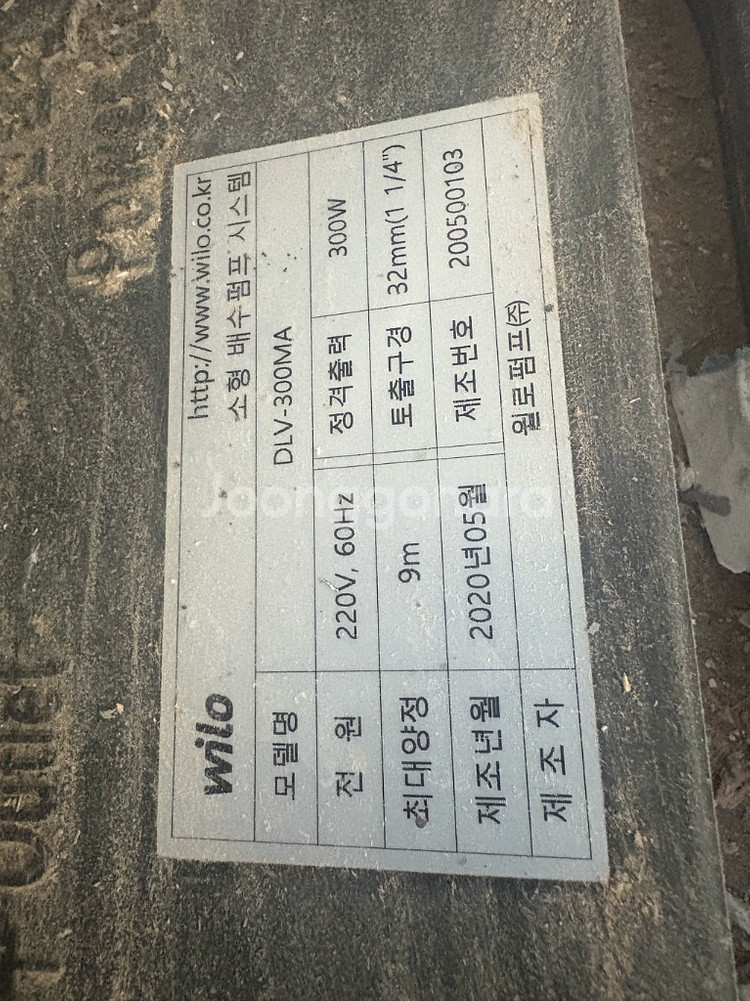 wilo
http://www.wilo.co.kr
소형 배수펌프 시스템
모델명 DLV-300MA
전 원 220V, 60Hz 정격출력 300W
최대양정 9m 토출구경 32mm(1 1/4")
제조년월 2020년05월 제조번호 200500103
제 조 자 윌로펌프(주)
Joonggonara
Outlet